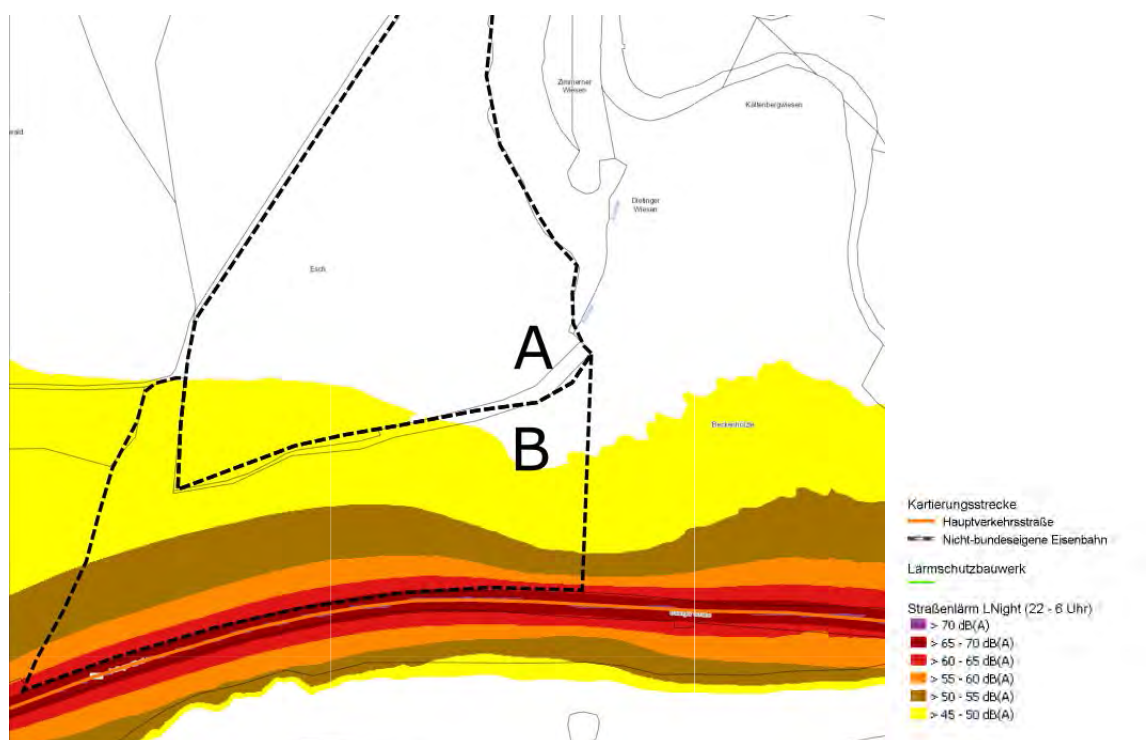 Zimmerner
Wiesen
Kältenbergwiesen
Dietinger
Wiesen
Esch
A
B
Beckenhölzle
Kartierungsstrecke
Hauptverkehrsstraße
Nicht-bundeseigene Eisenbahn
Lärmschutzbauwerk
Straßenlärm LNight (22 - 6 Uhr)
> 70 dB(A)
> 65 - 70 dB(A)
> 60 - 65 dB(A)
> 55 - 60 dB(A)
> 50 - 55 dB(A)
> 45 - 50 dB(A)